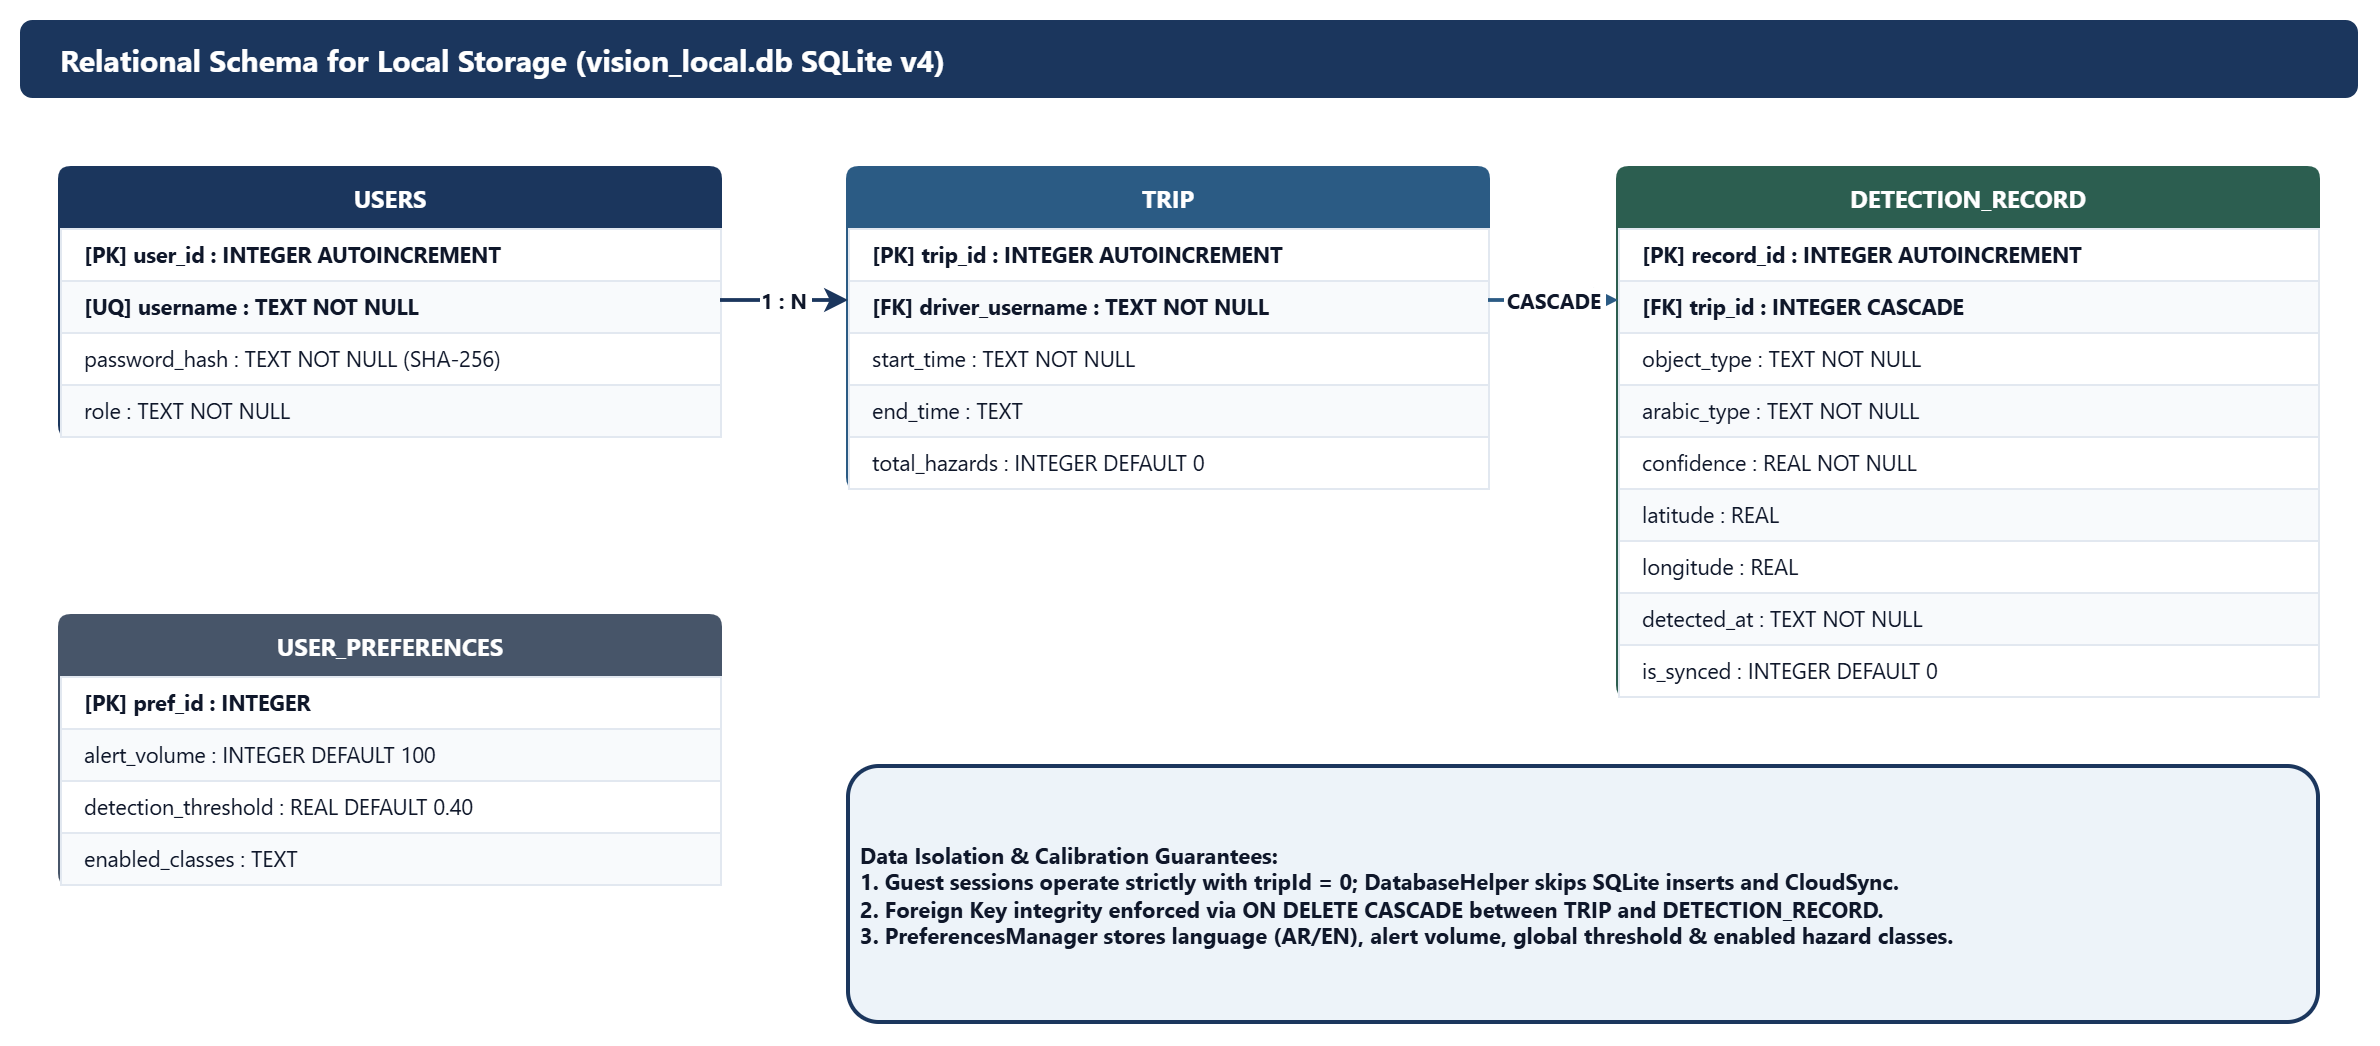 Relational Schema for Local Storage (vision_local.db SQLite v4)
USERS
[PK] user_id : INTEGER AUTOINCREMENT
[UQ] username : TEXT NOT NULL
password_hash : TEXT NOT NULL (SHA-256)
role : TEXT NOT NULL
1 : N
TRIP
[PK] trip_id : INTEGER AUTOINCREMENT
[FK] driver_username : TEXT NOT NULL
start_time : TEXT NOT NULL
end_time : TEXT
total_hazards : INTEGER DEFAULT 0
CASCADE
DETECTION_RECORD
[PK] record_id : INTEGER AUTOINCREMENT
[FK] trip_id : INTEGER CASCADE
object_type : TEXT NOT NULL
arabic_type : TEXT NOT NULL
confidence : REAL NOT NULL
latitude : REAL
longitude : REAL
detected_at : TEXT NOT NULL
is_synced : INTEGER DEFAULT 0
USER_PREFERENCES
[PK] pref_id : INTEGER
alert_volume : INTEGER DEFAULT 100
detection_threshold : REAL DEFAULT 0.40
enabled_classes : TEXT
Data Isolation & Calibration Guarantees:
1. Guest sessions operate strictly with tripId = 0; DatabaseHelper skips SQLite inserts and CloudSync.
2. Foreign Key integrity enforced via ON DELETE CASCADE between TRIP and DETECTION_RECORD.
3. PreferencesManager stores language (AR/EN), alert volume, global threshold & enabled hazard classes.